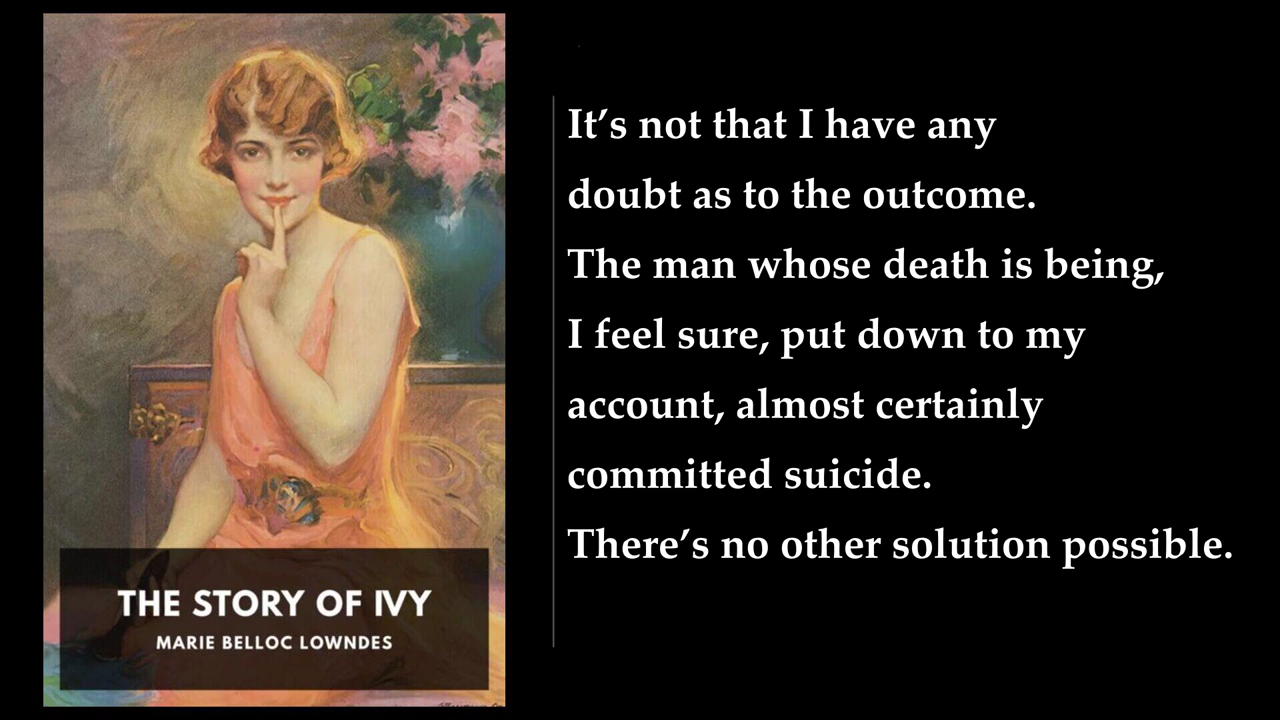 THE STORY OF IVY
MARIE BELLOC LOWNDES
It’s not that I have any
doubt as to the outcome.
The man whose death is being,
I feel sure, put down to my
account, almost certainly
committed suicide.
There’s no other solution possible.